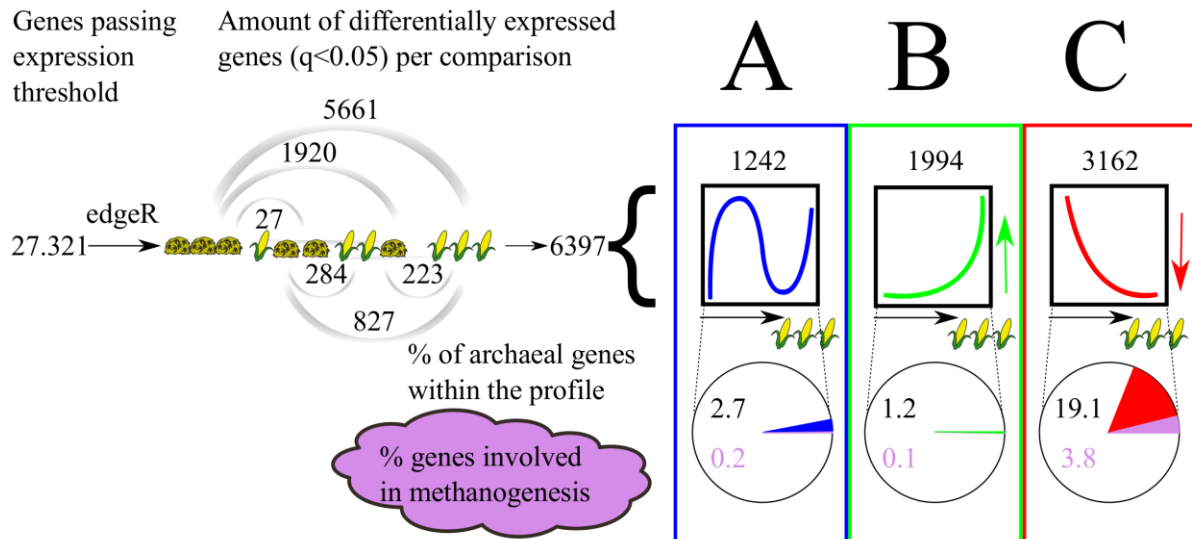 Genes passing
expression
threshold
Amount of differentially expressed
genes (q<0.05) per comparison
5661
1920
27
edgeR
27.321
6397
284
223
827
% of archaeal genes
within the profile
% genes involved
in methanogenesis
A
B
C
1242
1994
3162
2.7
0.2
1.2
0.1
19.1
3.8